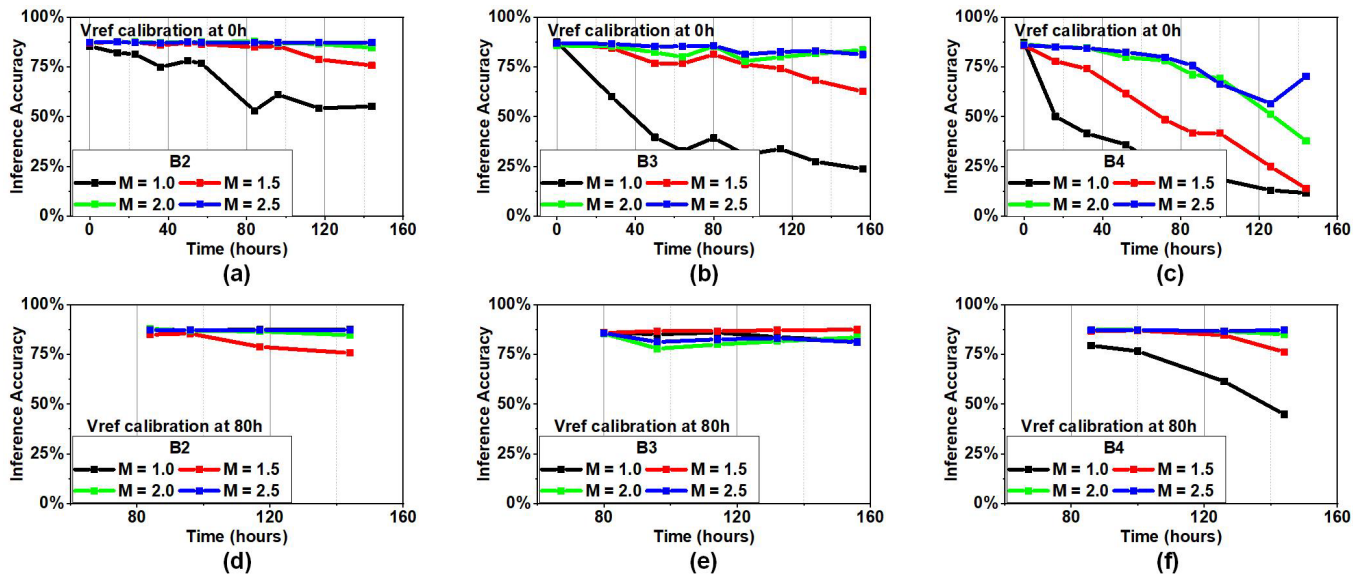 100%
75%
50%
25%
0%
Inference Accuracy
Vref calibration at 0h
B2
M = 1.0 M = 1.5
M = 2.0 M = 2.5
0 40 80 120 160
Time (hours)
(a)
100%
75%
50%
25%
0%
Inference Accuracy
Vref calibration at 0h
B3
M = 1.0 M = 1.5
M = 2.0 M = 2.5
0 40 80 120 160
Time (hours)
(b)
100%
75%
50%
25%
0%
Inference Accuracy
Vref calibration at 0h
B4
M = 1.0 M = 1.5
M = 2.0 M = 2.5
0 40 80 120 160
Time (hours)
(c)
100%
75%
50%
25%
0%
Inference Accuracy
Vref calibration at 80h
B2
M = 1.0 M = 1.5
M = 2.0 M = 2.5
80 120 160
Time (hours)
(d)
100%
75%
50%
25%
0%
Inference Accuracy
Vref calibration at 80h
B3
M = 1.0 M = 1.5
M = 2.0 M = 2.5
80 120 160
Time (hours)
(e)
100%
75%
50%
25%
0%
Inference Accuracy
Vref calibration at 80h
B4
M = 1.0 M = 1.5
M = 2.0 M = 2.5
80 120 160
Time (hours)
(f)